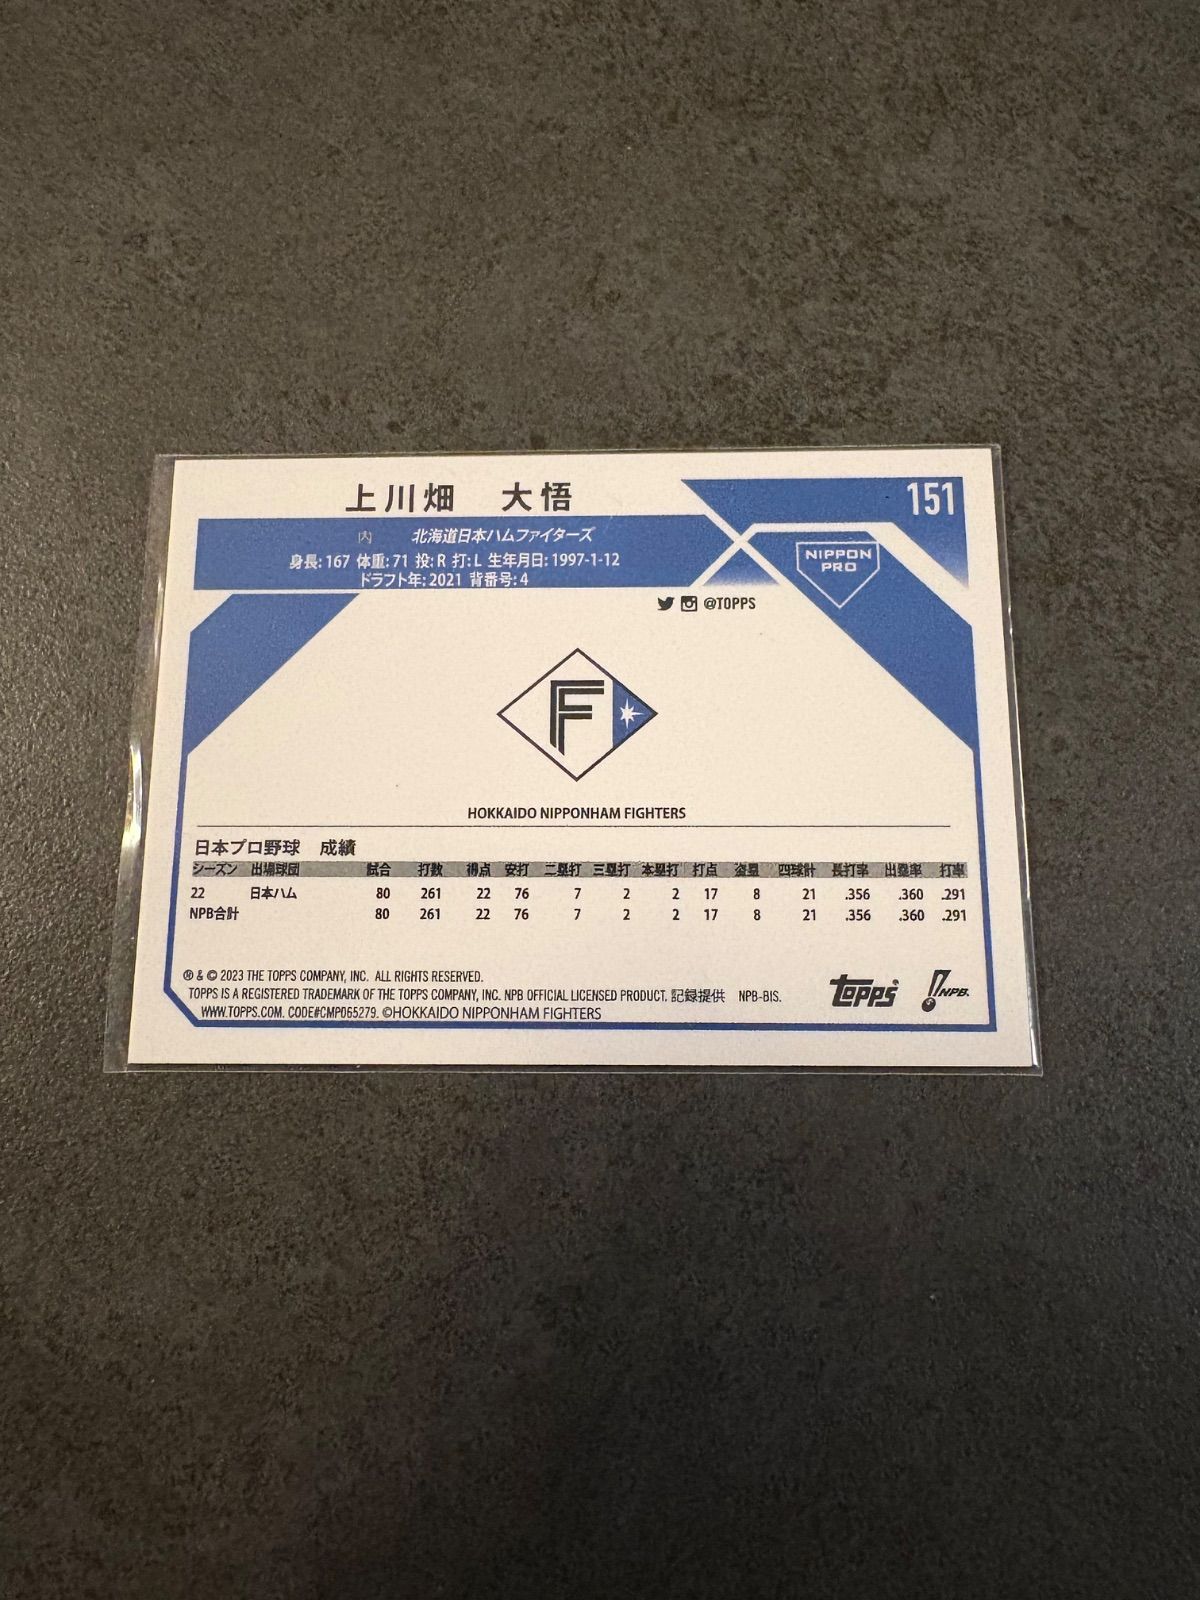 上川畑 大悟
151
内 北海道日本ハムファイターズ
身長: 167 体重: 71 投: R 打: L 生年月日: 1997-1-12
ドラフト年: 2021 背番号: 4
NIPPON
PRO
@TOPPS
F
HOKKAIDO NIPPONHAM FIGHTERS
日本プロ野球 成績
シーズン 出場球団 試合 打数 得点 安打 二塁打 三塁打 本塁打 打点 盗塁 四球計 長打率 出塁率 打率
22 日本ハム 80 261 22 76 7 2 2 17 8 21 .356 .360 .291
NPB合計 80 261 22 76 7 2 2 17 8 21 .356 .360 .291
® & © 2023 THE TOPPS COMPANY, INC. ALL RIGHTS RESERVED.
TOPPS IS A REGISTERED TRADEMARK OF THE TOPPS COMPANY, INC. NPB OFFICIAL LICENSED PRODUCT. 記録提供 NPB-BIS.
WWW.TOPPS.COM. CODE#CMP065279. ©HOKKAIDO NIPPONHAM FIGHTERS
topps®
NPB.